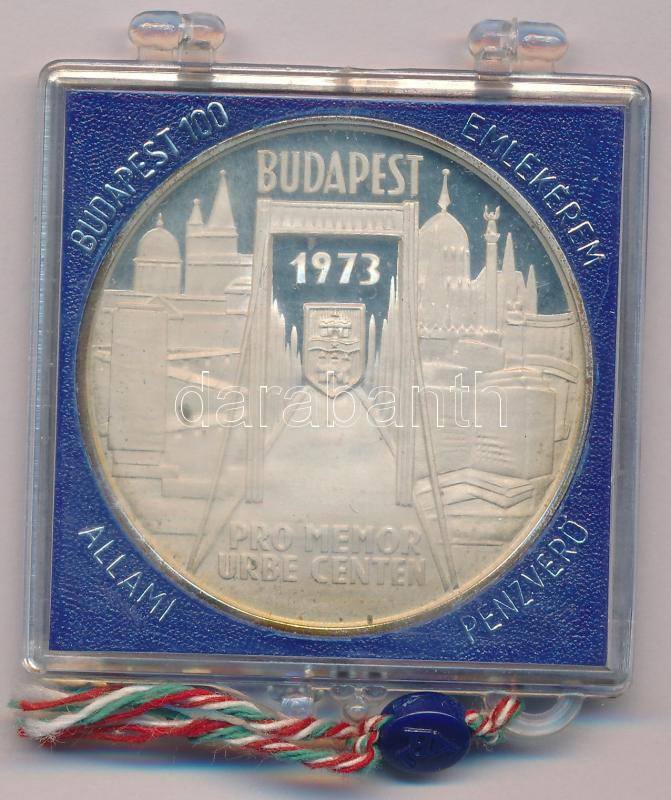 BUDAPEST 100
EMLÉKÉREM
BUDAPEST
1973
darabanth
PRO MEMOR
URBE CENTEN
ÁLLAMI
PÉNZVERŐ